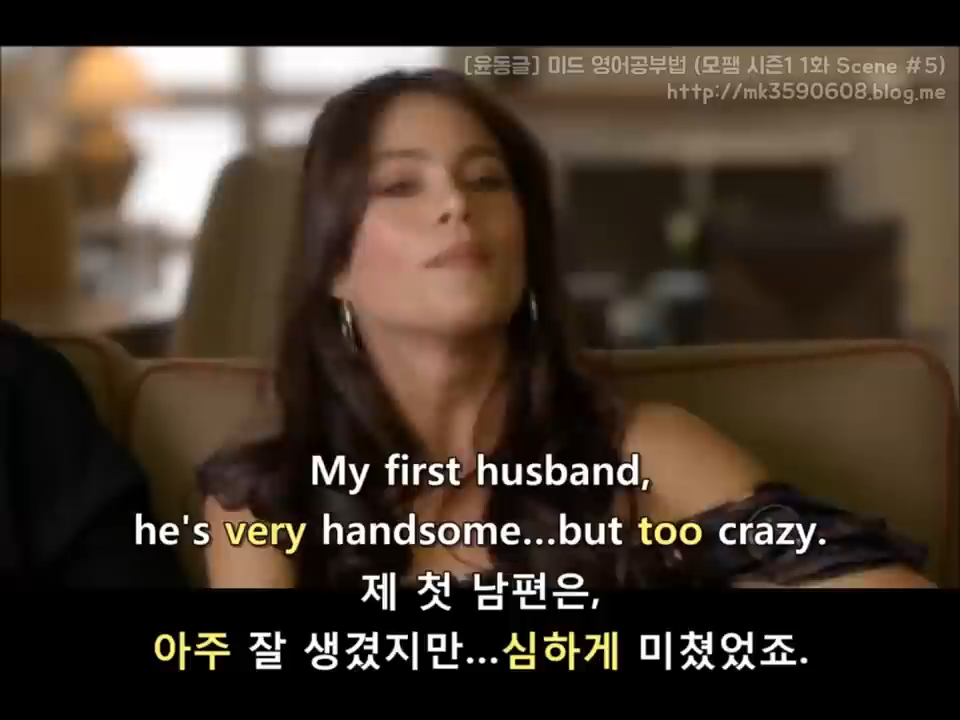 [윤동글] 미드 영어공부법 (모팸 시즌1 1화 Scene #5)
http://mk3590608.blog.me
My first husband,
he's very handsome...but too crazy.
제 첫 남편은,
아주 잘 생겼지만...심하게 미쳤었죠.